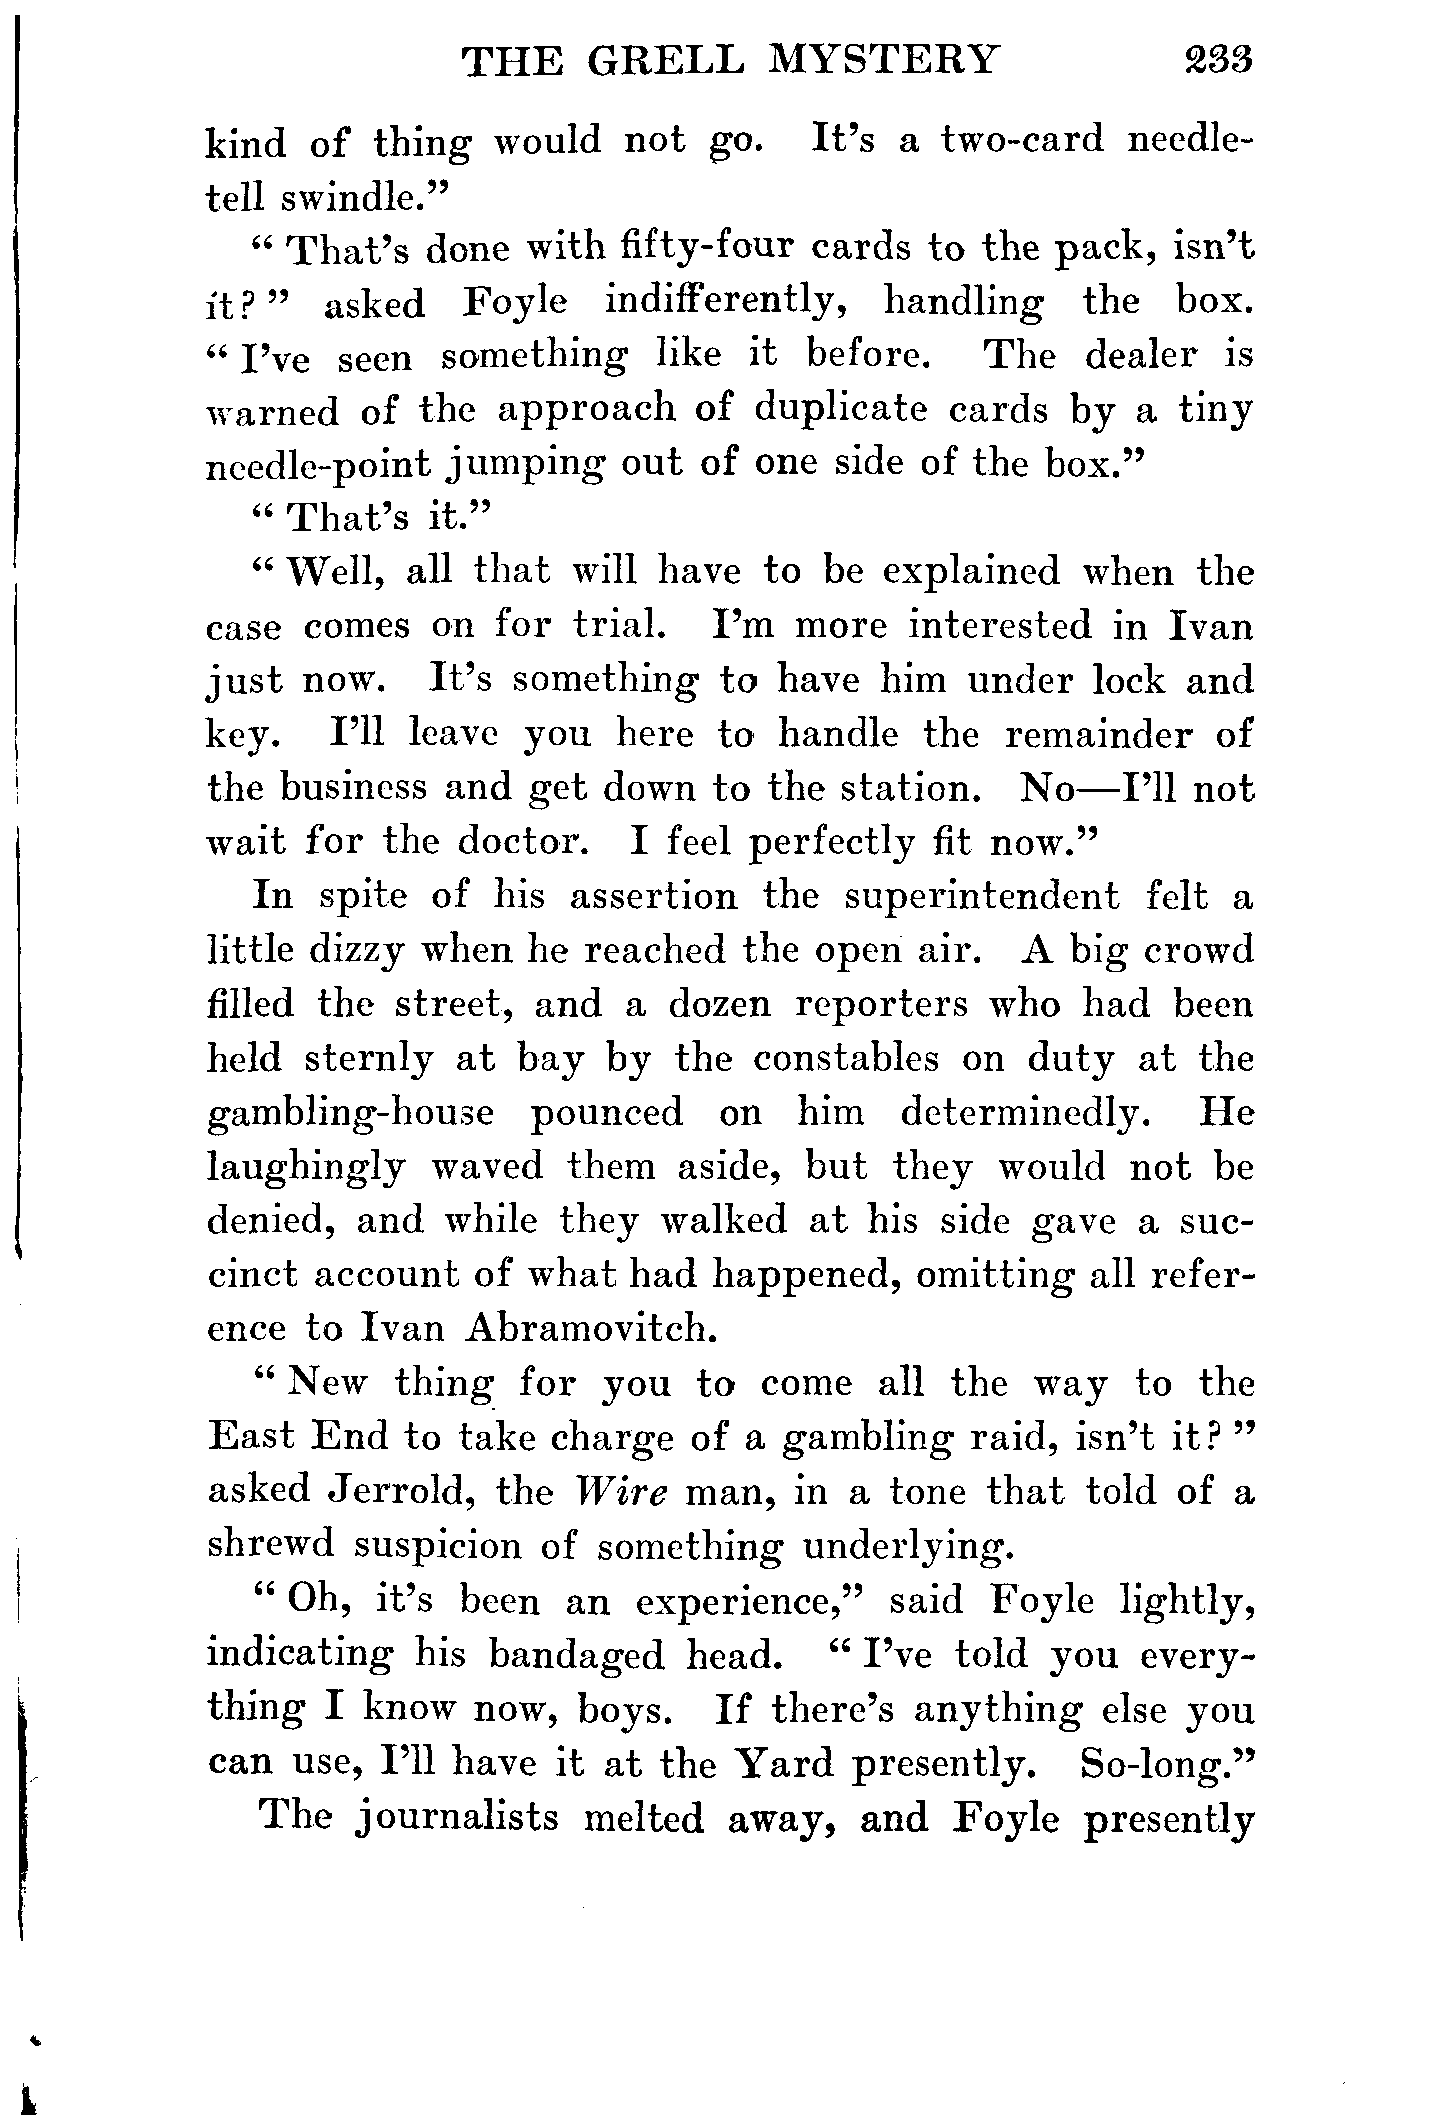 THE GRELL MYSTERY 233
kind of thing would not go. It's a two-card needle-
tell swindle."
"That's done with fifty-four cards to the pack, isn't
it?" asked Foyle indifferently, handling the box.
"I've seen something like it before. The dealer is
warned of the approach of duplicate cards by a tiny
needle-point jumping out of one side of the box."
"That's it."
"Well, all that will have to be explained when the
case comes on for trial. I'm more interested in Ivan
just now. It's something to have him under lock and
key. I'll leave you here to handle the remainder of
the business and get down to the station. No—I'll not
wait for the doctor. I feel perfectly fit now."
In spite of his assertion the superintendent felt a
little dizzy when he reached the open air. A big crowd
filled the street, and a dozen reporters who had been
held sternly at bay by the constables on duty at the
gambling-house pounced on him determinedly. He
laughingly waved them aside, but they would not be
denied, and while they walked at his side gave a suc-
cinct account of what had happened, omitting all refer-
ence to Ivan Abramovitch.
"New thing for you to come all the way to the
East End to take charge of a gambling raid, isn't it?"
asked Jerrold, the Wire man, in a tone that told of a
shrewd suspicion of something underlying.
"Oh, it's been an experience," said Foyle lightly,
indicating his bandaged head. "I've told you every-
thing I know now, boys. If there's anything else you
can use, I'll have it at the Yard presently. So-long."
The journalists melted away, and Foyle presently